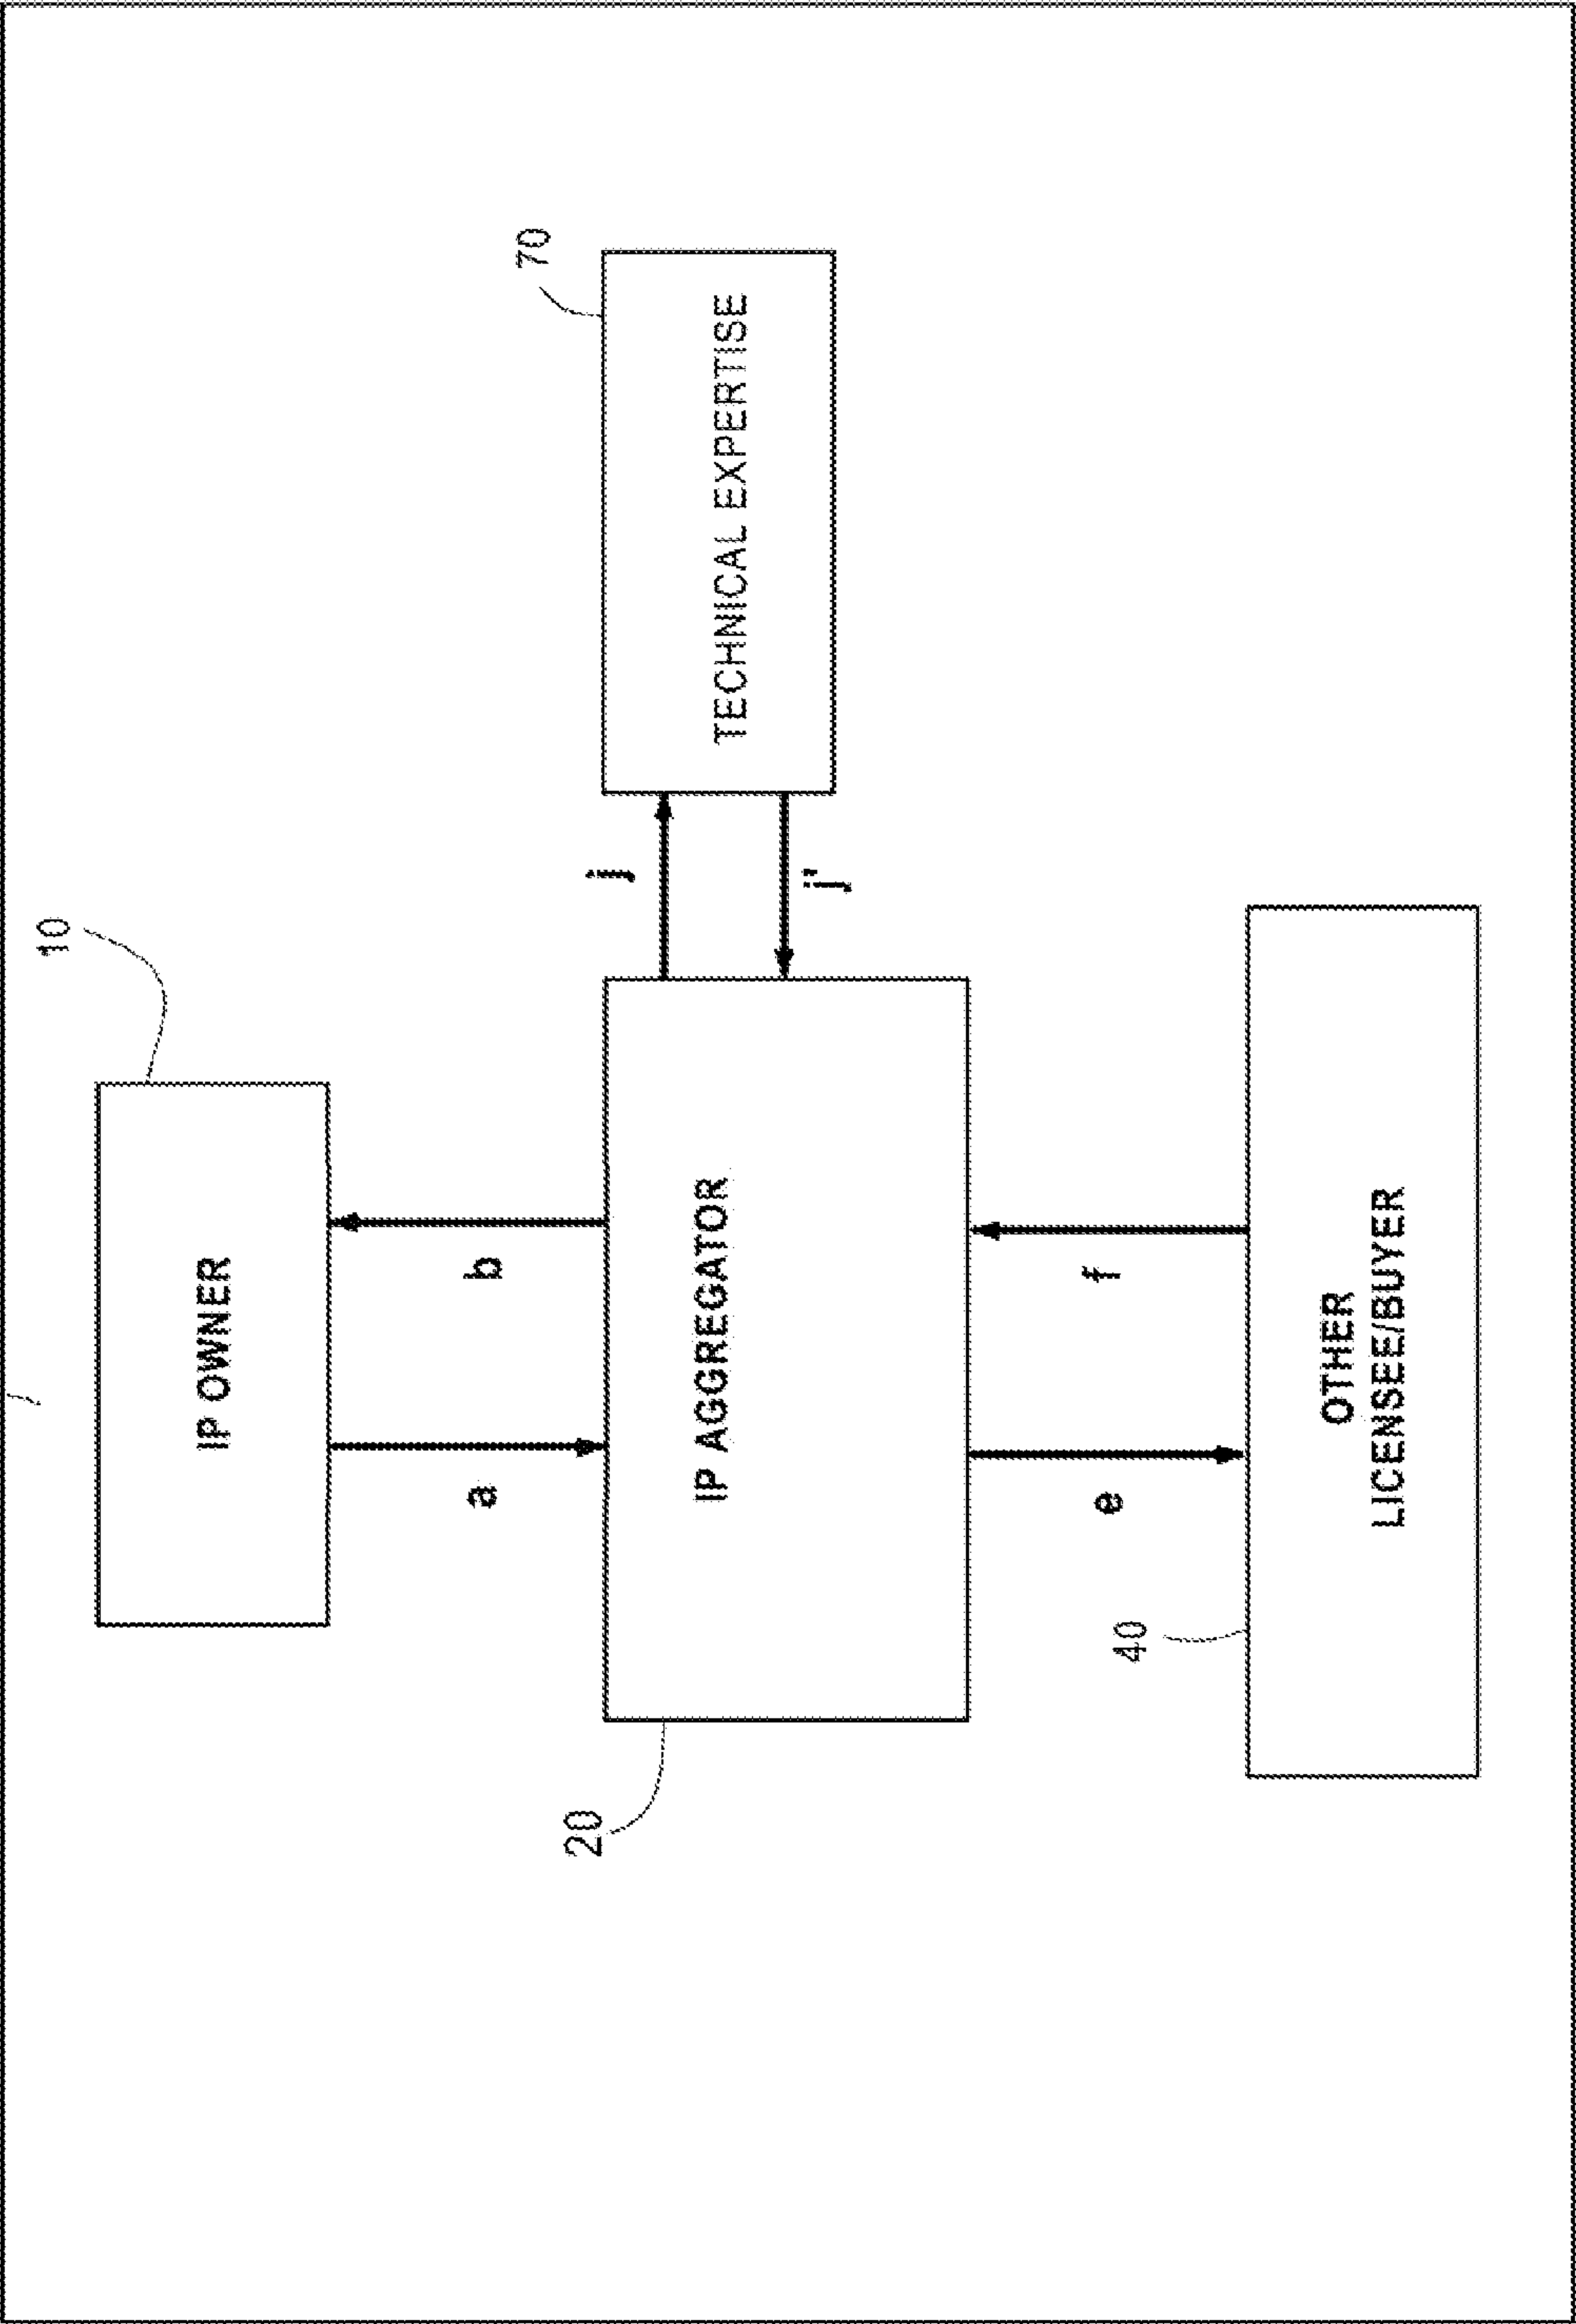 10
IP OWNER
a
b
70
20
IP AGGREGATOR
j
j'
TECHNICAL EXPERTISE
e
f
40
OTHER
LICENSEE/BUYER